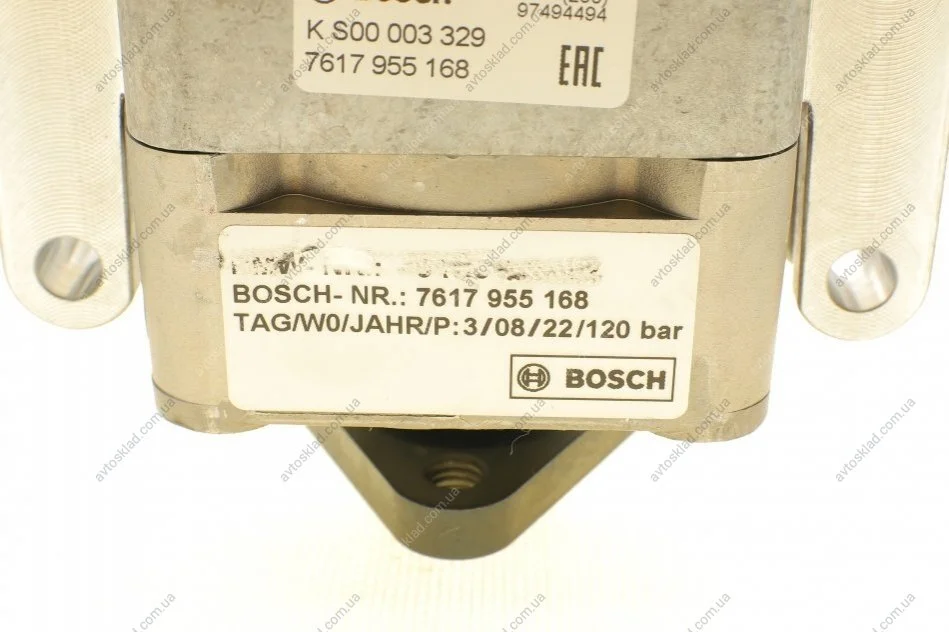 97494494
K S00 003 329
7617 955 168
EAC
BOSCH- NR.: 7617 955 168
TAG/W0/JAHR/P: 3/08/22/120 bar
BOSCH
avtosklad.com.ua